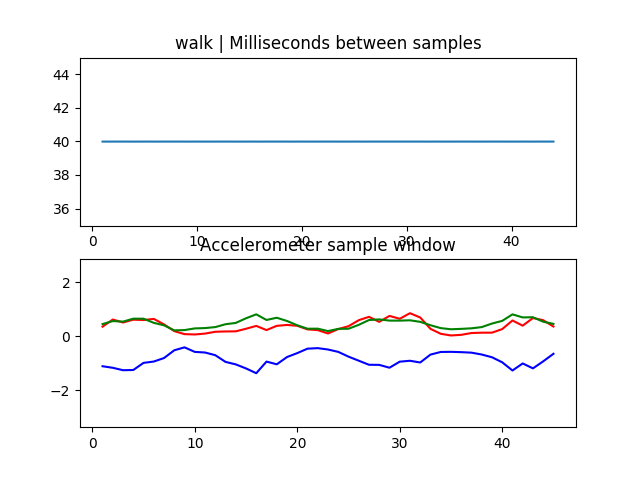 walk | Milliseconds between samples
44
42
40
38
36
0 10 20 30 40
Accelerometer sample window
2
0
−2
0 10 20 30 40